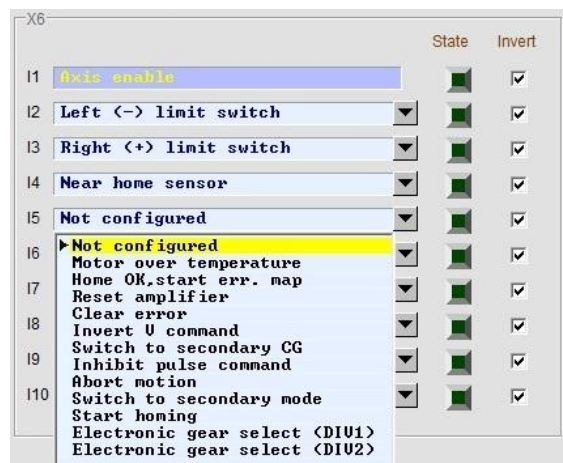 X6
State Invert
I1 Axis enable
I2 Left (-) limit switch
I3 Right (+) limit switch
I4 Near home sensor
I5 Not configured
Not configured
I6
Motor over temperature
Home OK,start err. map
I7
Reset amplifier
Clear error
I8
Invert V command
Switch to secondary CG
I9
Inhibit pulse command
Abort motion
I10
Switch to secondary mode
Start homing
Electronic gear select (DIV1)
Electronic gear select (DIV2)